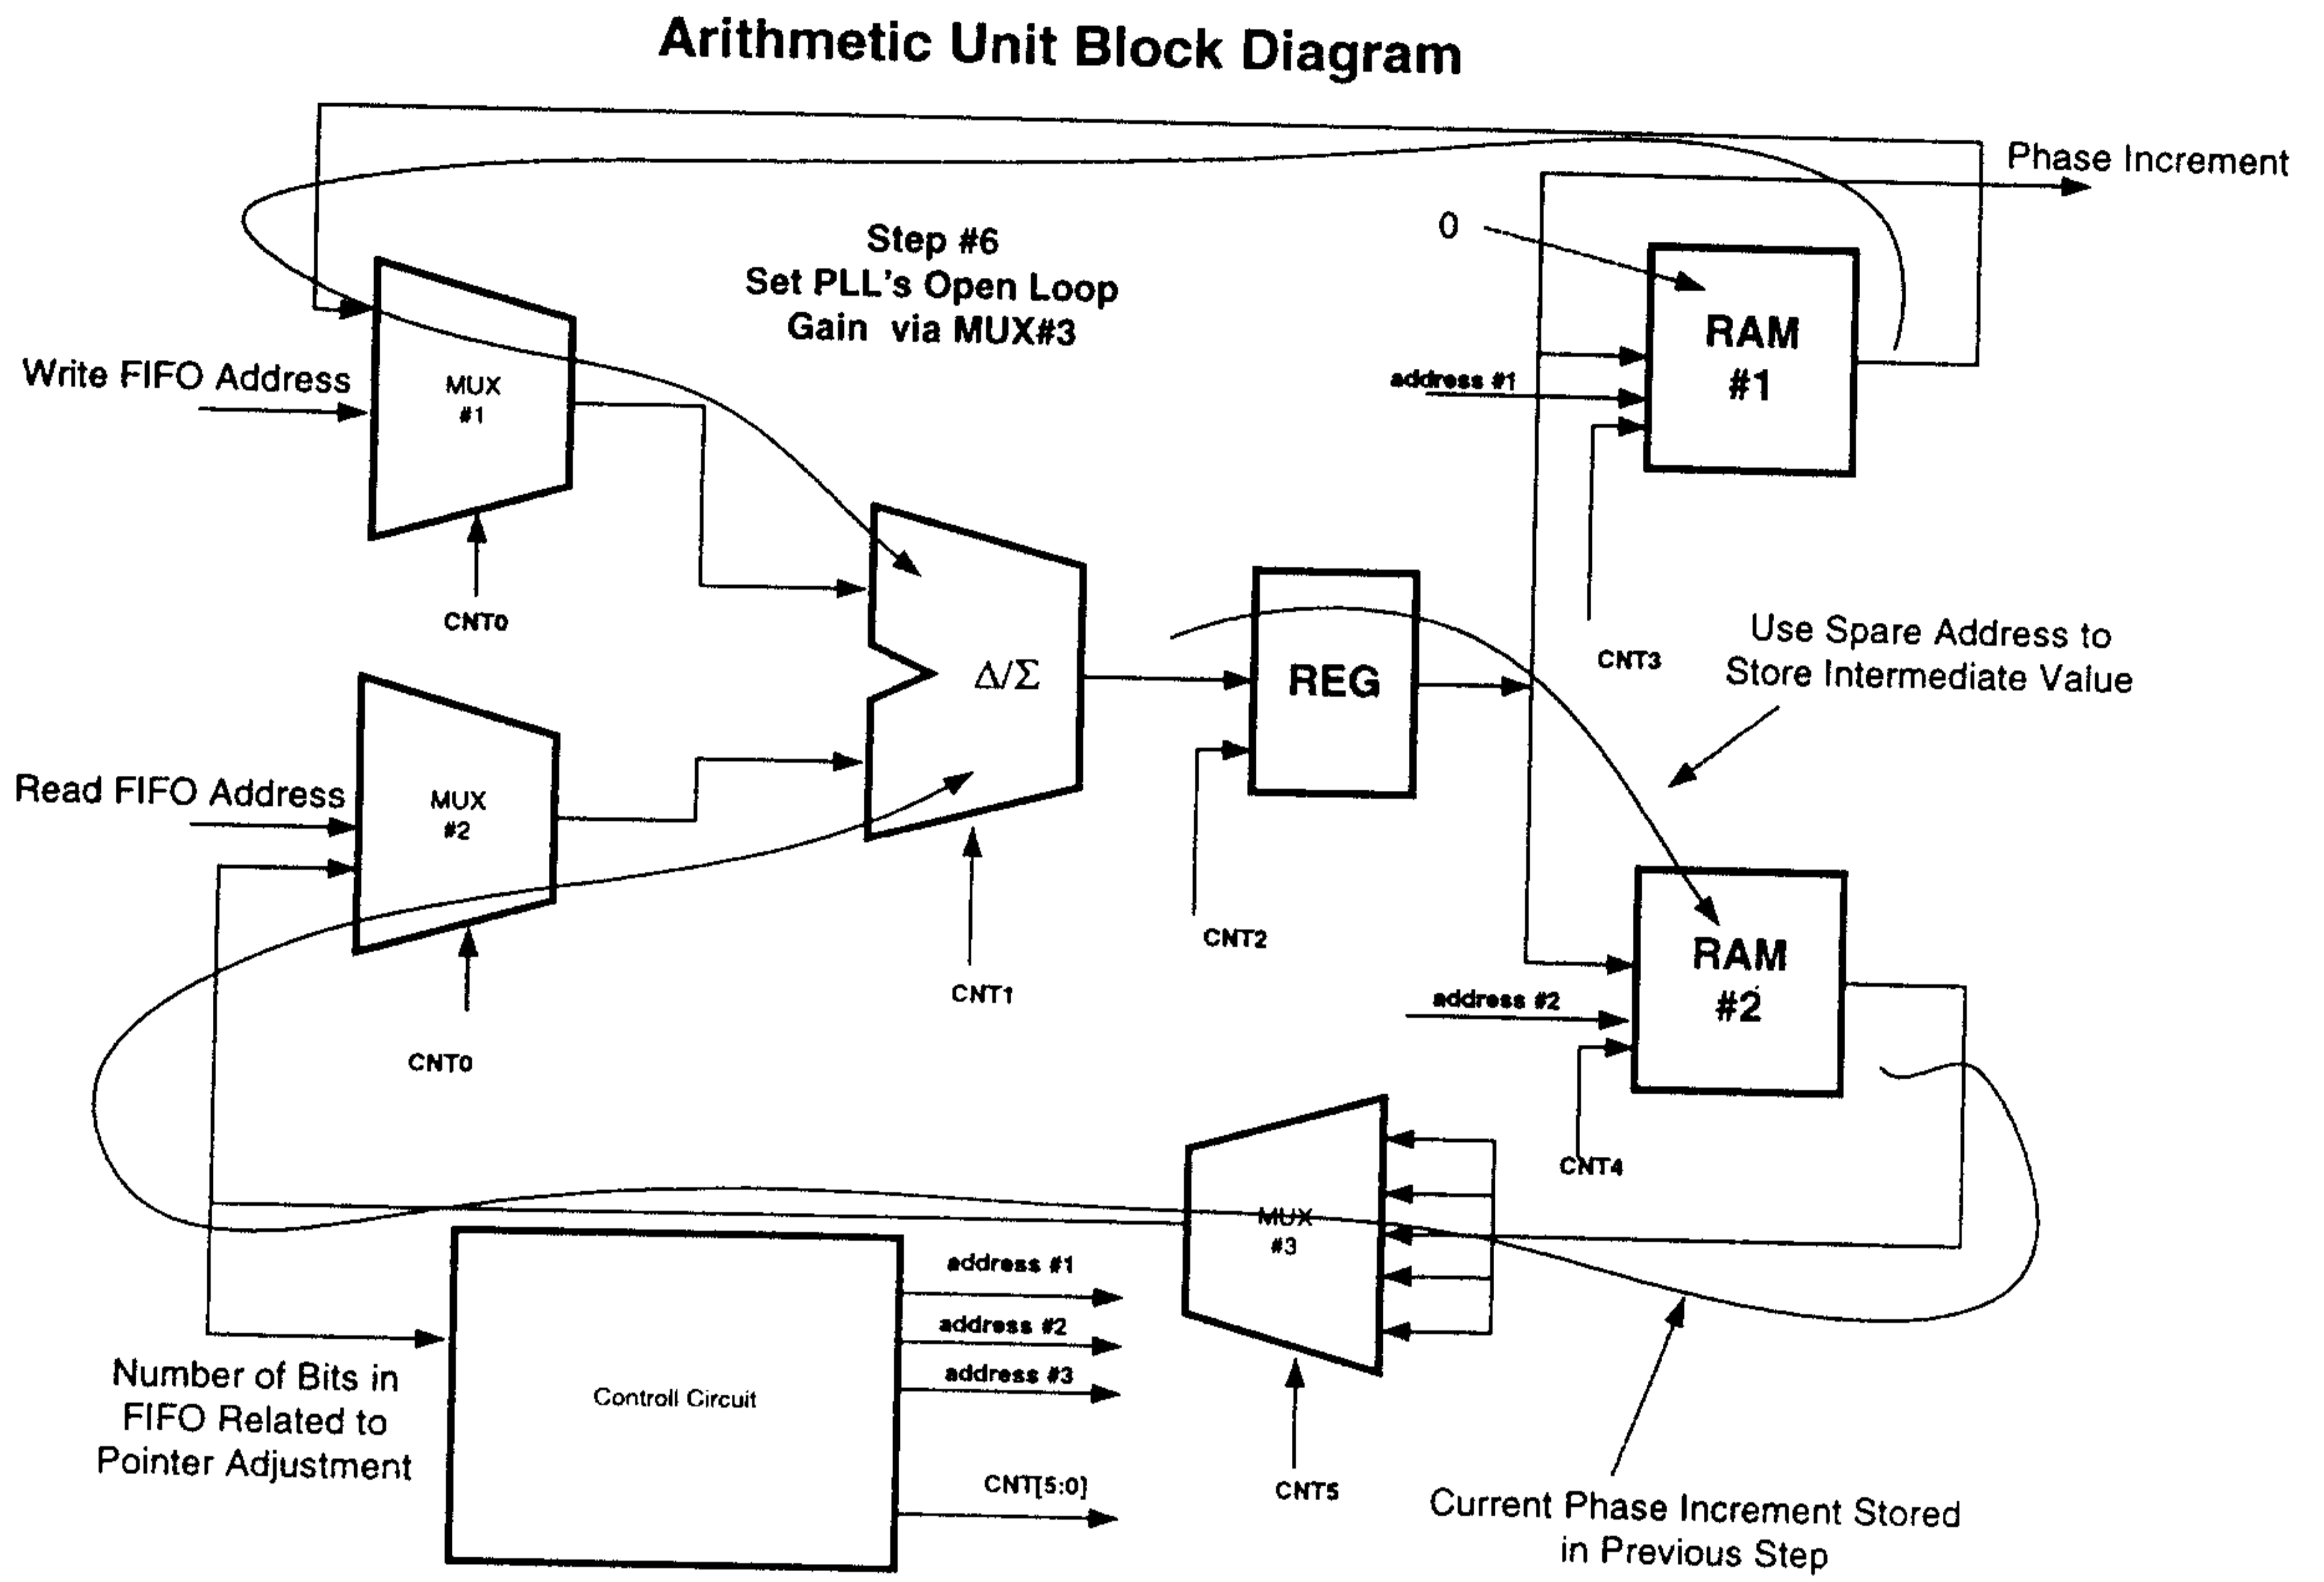 Arithmetic Unit Block Diagram
Phase Increment
0
Step #6
Set PLL's Open Loop
Gain via MUX#3
RAM
#1
Write FIFO Address
MUX
#1
address #1
CNT0
CNT3
Use Spare Address to
Store Intermediate Value
Δ/Σ
REG
Read FIFO Address
MUX
#2
CNT2
RAM
#2
CNT1
address #2
CNT0
CNT4
MUX
#3
address #1
address #2
address #3
Number of Bits in
FIFO Related to
Pointer Adjustment
Controll Circuit
CNT[5:0]
CNT5
Current Phase Increment Stored
in Previous Step